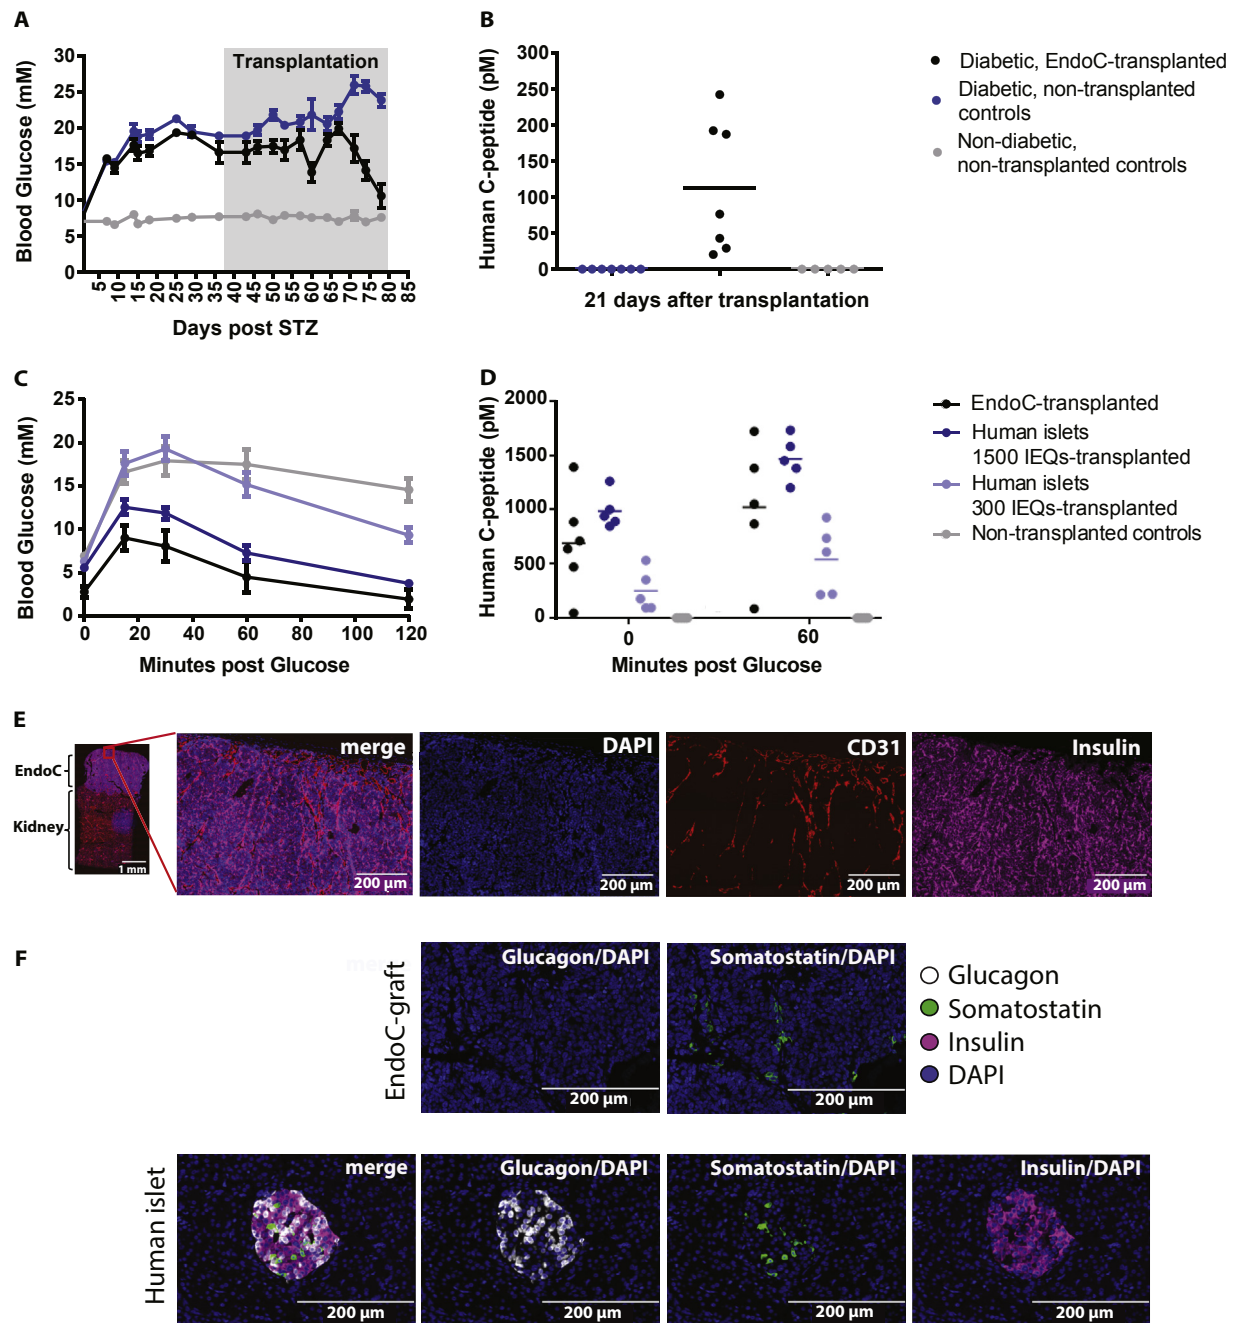 A
Transplantation
Blood Glucose (mM)
30
25
20
15
10
5
0
5
10
15
20
25
30
35
40
45
50
55
60
65
70
75
80
85
Days post STZ
B
Human C-peptide (pM)
300
250
200
150
100
50
0
21 days after transplantation
Diabetic, EndoC-transplanted
Diabetic, non-transplanted
controls
Non-diabetic,
non-transplanted controls
C
Blood Glucose (mM)
25
20
15
10
5
0
0
20
40
60
80
100
120
Minutes post Glucose
D
Human C-peptide (pM)
2000
1500
1000
500
0
0
60
Minutes post Glucose
EndoC-transplanted
Human islets
1500 IEQs-transplanted
Human islets
300 IEQs-transplanted
Non-transplanted controls
E
EndoC
Kidney
1 mm
merge
200 µm
DAPI
200 µm
CD31
200 µm
Insulin
200 µm
F
EndoC-graft
Glucagon/DAPI
200 µm
Somatostatin/DAPI
200 µm
Glucagon
Somatostatin
Insulin
DAPI
Human islet
merge
200 µm
Glucagon/DAPI
200 µm
Somatostatin/DAPI
200 µm
Insulin/DAPI
200 µm